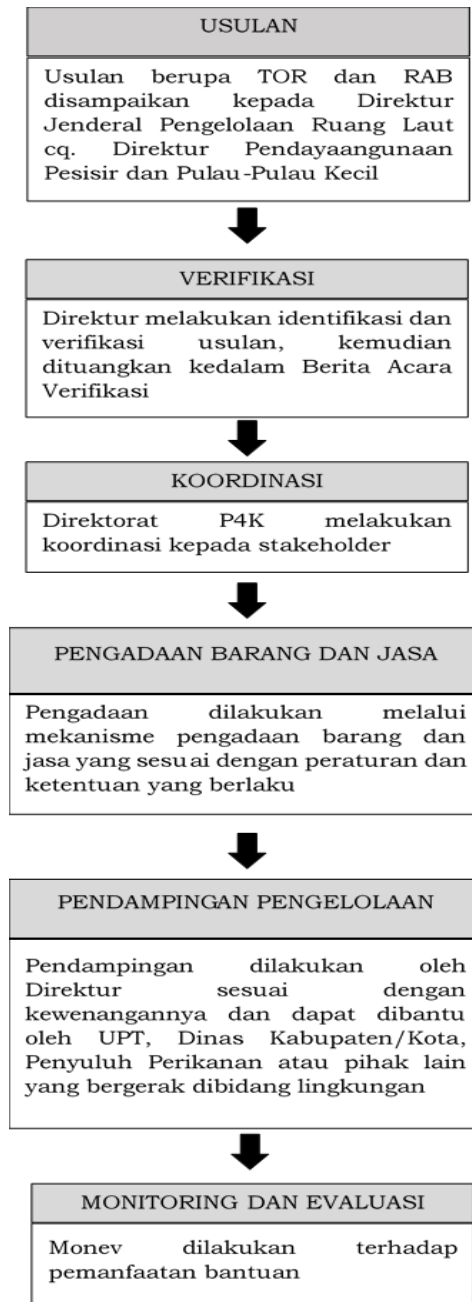 USULAN
Usulan berupa TOR dan RAB
disampaikan kepada Direktur
Jenderal Pengelolaan Ruang Laut
cq. Direktur Pendayaangunaan
Pesisir dan Pulau-Pulau Kecil
VERIFIKASI
Direktur melakukan identifikasi dan
verifikasi usulan, kemudian
dituangkan kedalam Berita Acara
Verifikasi
KOORDINASI
Direktorat P4K melakukan
koordinasi kepada stakeholder
PENGADAAN BARANG DAN JASA
Pengadaan dilakukan melalui
mekanisme pengadaan barang dan
jasa yang sesuai dengan peraturan dan
ketentuan yang berlaku
PENDAMPINGAN PENGELOLAAN
Pendampingan dilakukan oleh
Direktur sesuai dengan
kewenangannya dan dapat dibantu
oleh UPT, Dinas Kabupaten/Kota,
Penyuluh Perikanan atau pihak lain
yang bergerak dibidang lingkungan
MONITORING DAN EVALUASI
Monev dilakukan terhadap
pemanfaatan bantuan